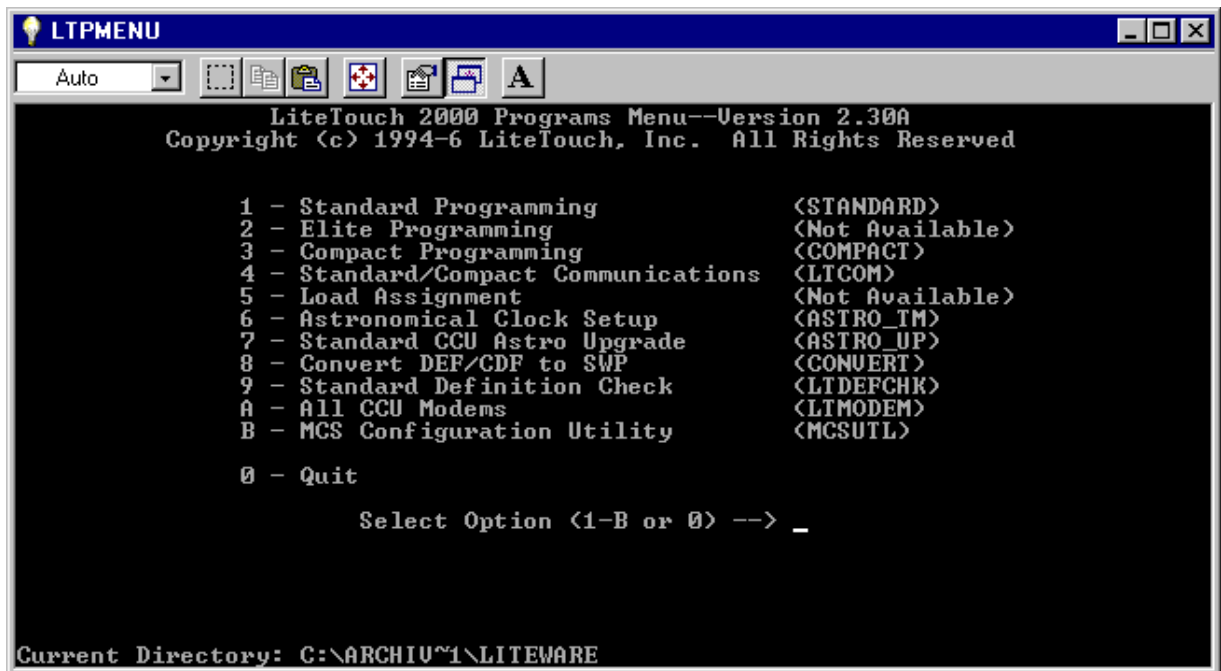 LTPMENU
Auto
A
LiteTouch 2000 Programs Menu--Version 2.30A
Copyright (c) 1994-6 LiteTouch, Inc. All Rights Reserved
1 - Standard Programming (STANDARD)
2 - Elite Programming (Not Available)
3 - Compact Programming (COMPACT)
4 - Standard/Compact Communications (LTCOM)
5 - Load Assignment (Not Available)
6 - Astronomical Clock Setup (ASTRO_TM)
7 - Standard CCU Astro Upgrade (ASTRO_UP)
8 - Convert DEF/CDF to SWP (CONVERT)
9 - Standard Definition Check (LTDEFCHK)
A - All CCU Modems (LTMODEM)
B - MCS Configuration Utility (MCSUTL)
0 - Quit
Select Option (1-B or 0) --> _
Current Directory: C:\ARCHIV~1\LITEWARE